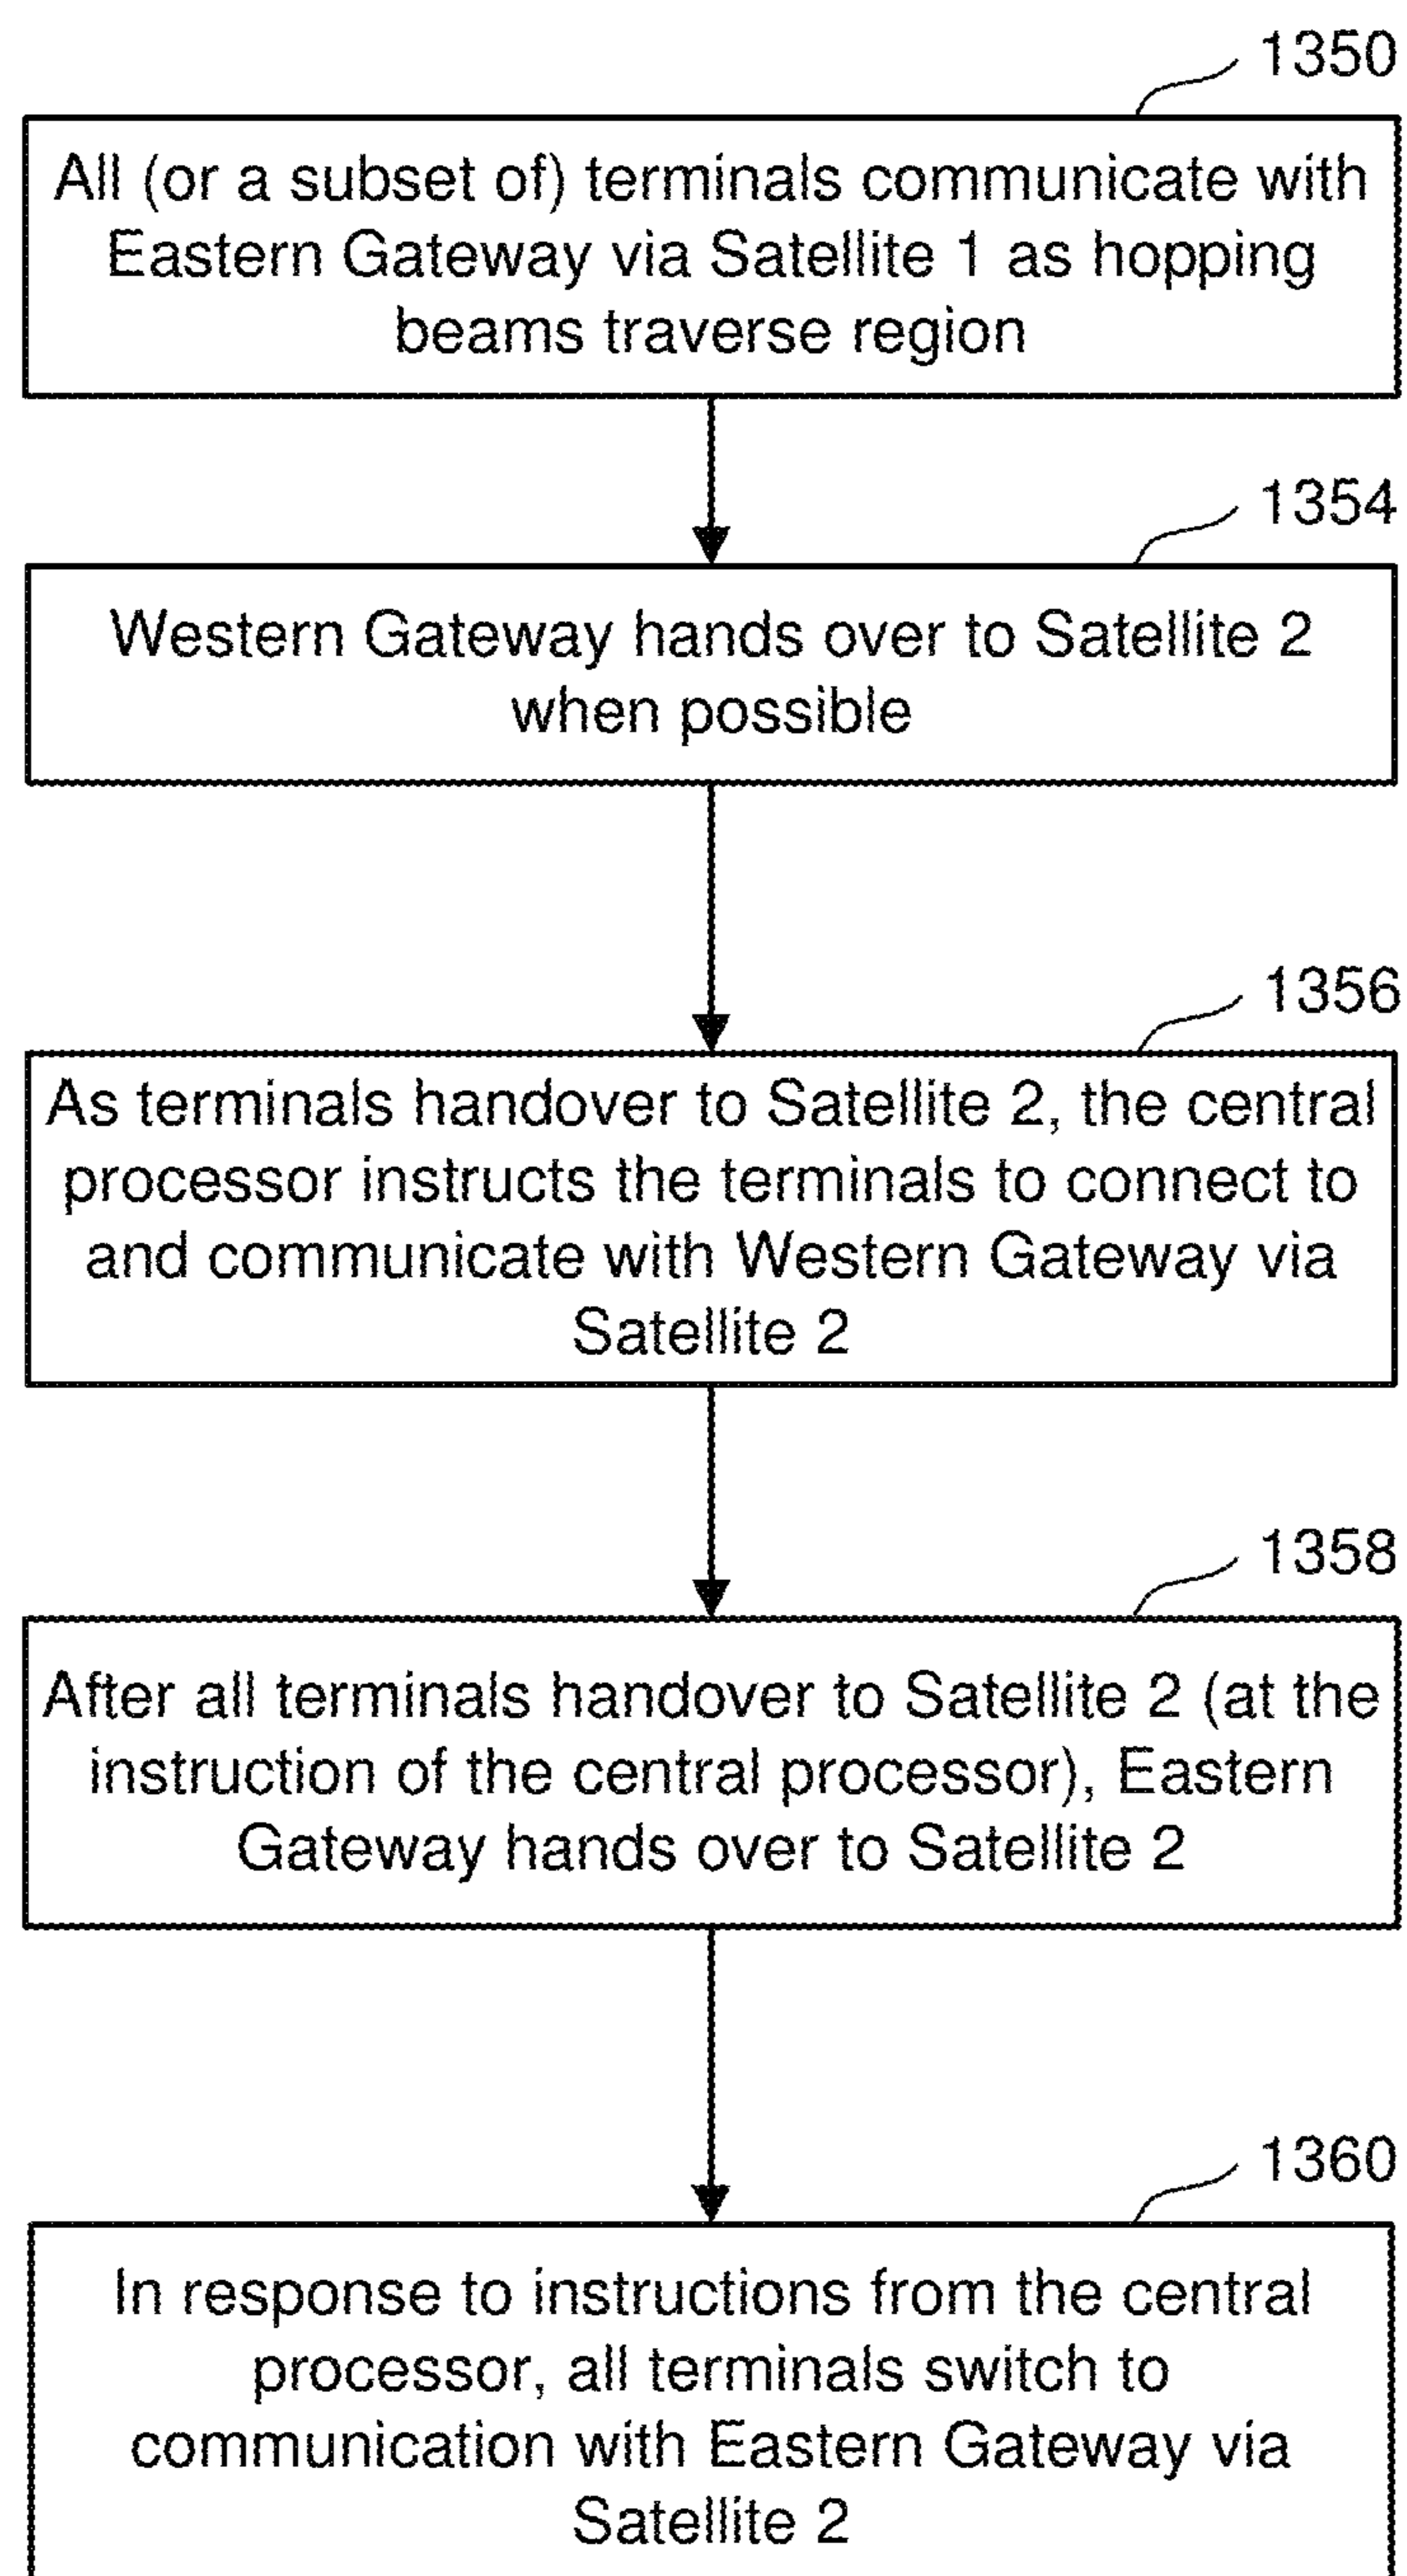 1350
All (or a subset of) terminals communicate with
Eastern Gateway via Satellite 1 as hopping
beams traverse region
1354
Western Gateway hands over to Satellite 2
when possible
1356
As terminals handover to Satellite 2, the central
processor instructs the terminals to connect to
and communicate with Western Gateway via
Satellite 2
1358
After all terminals handover to Satellite 2 (at the
instruction of the central processor), Eastern
Gateway hands over to Satellite 2
1360
In response to instructions from the central
processor, all terminals switch to
communication with Eastern Gateway via
Satellite 2